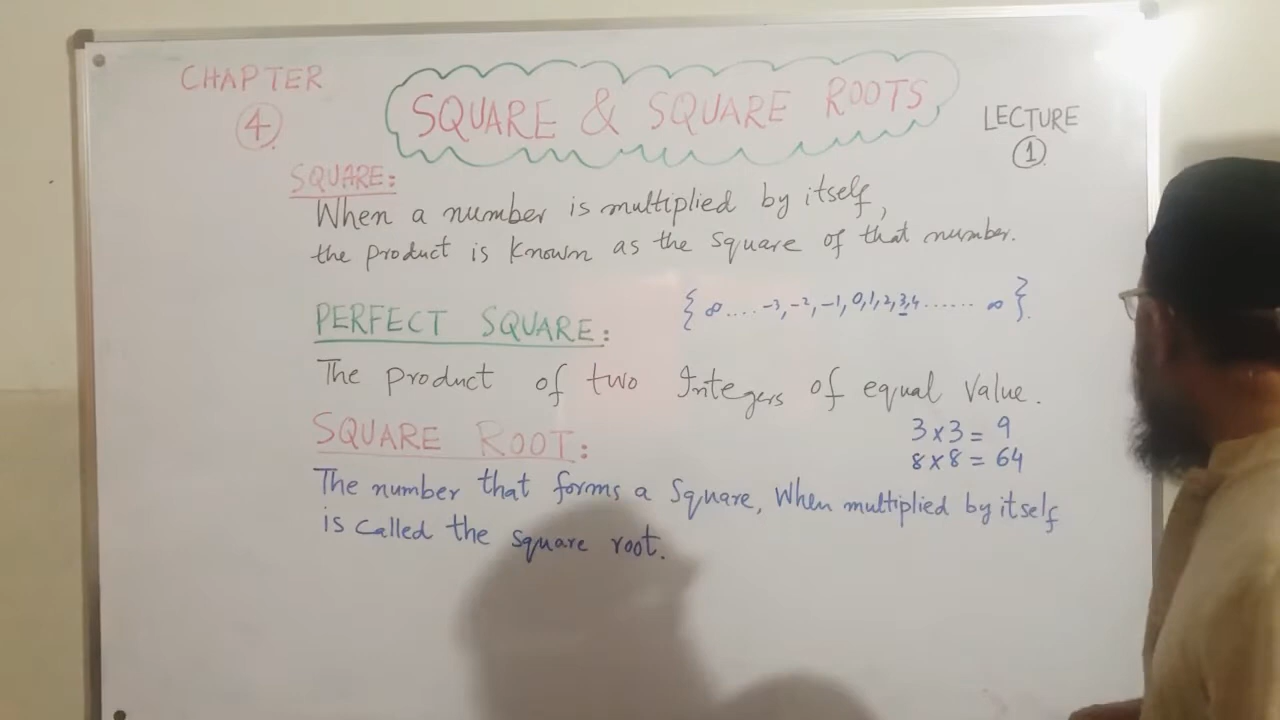 CHAPTER
4.
SQUARE & SQUARE ROOTS
LECTURE
1.
SQUARE:
When a number is multiplied by itself,
the product is known as the square of that number.
{ ∞ .... -3, -2, -1, 0, 1, 2, 3, 4 ...... ∞ }.
PERFECT SQUARE:
The product of two Integers of equal Value.
3 x 3 = 9
8 x 8 = 64
SQUARE ROOT:
The number that forms a Square, When multiplied by itself
is called the square root.